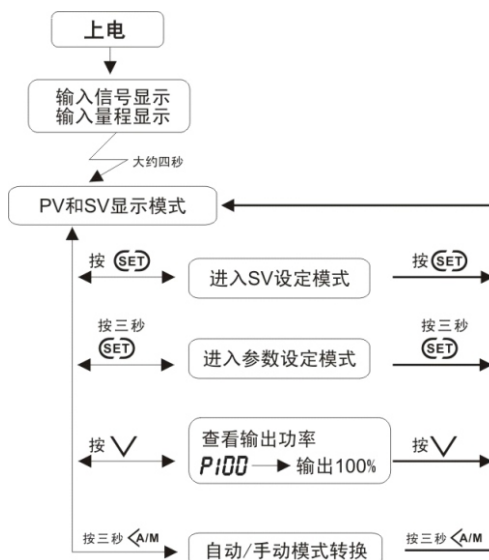 上电
输入信号显示
输入量程显示
大约四秒
PV和SV显示模式
按 SET
进入SV设定模式
按 SET
按三秒
SET
进入参数设定模式
按三秒
SET
按
查看输出功率
P100 输出100%
按
按三秒 A/M
自动/手动模式转换
按三秒 A/M